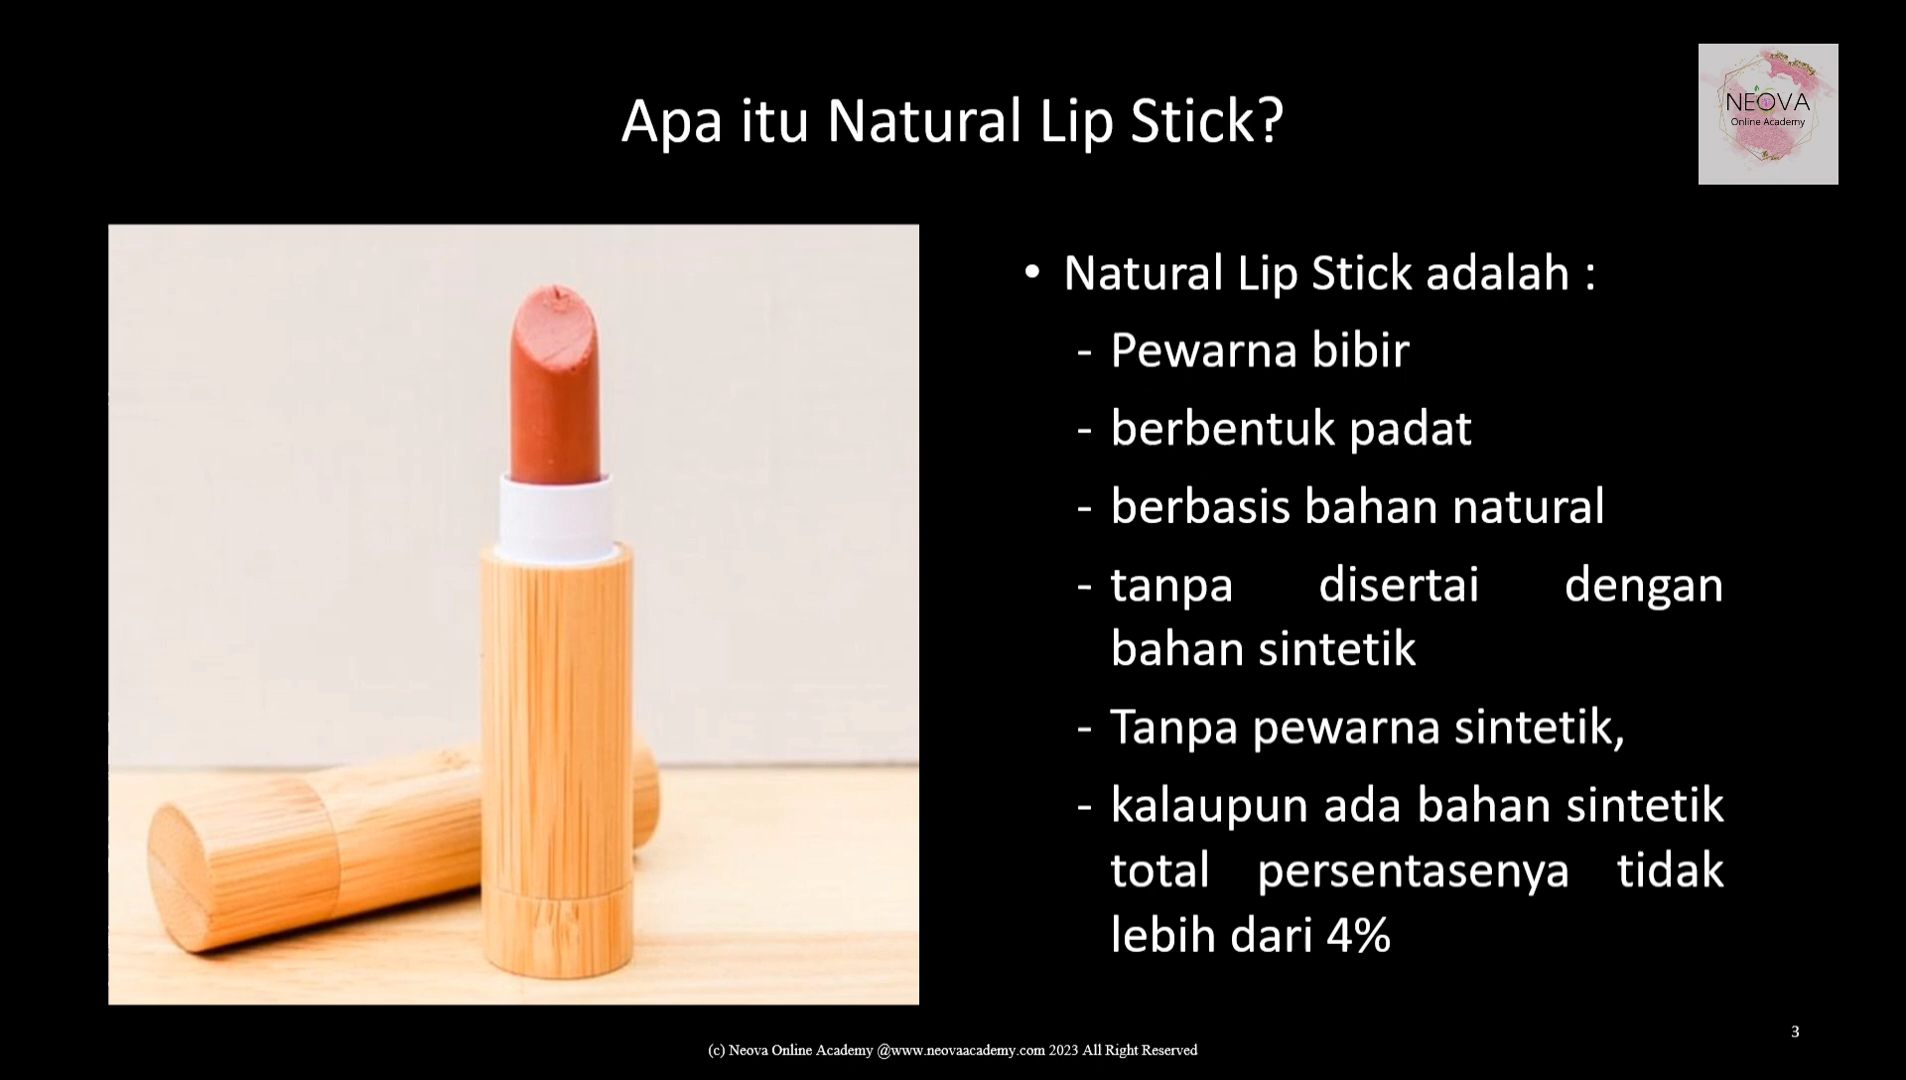 Apa itu Natural Lip Stick?
NEOVA
Online Academy
• Natural Lip Stick adalah :
- Pewarna bibir
- berbentuk padat
- berbasis bahan natural
- tanpa disertai dengan
bahan sintetik
- Tanpa pewarna sintetik,
- kalaupun ada bahan sintetik
total persentasenya tidak
lebih dari 4%
3
(c) Neova Online Academy @www.neovaacademy.com 2023 All Right Reserved